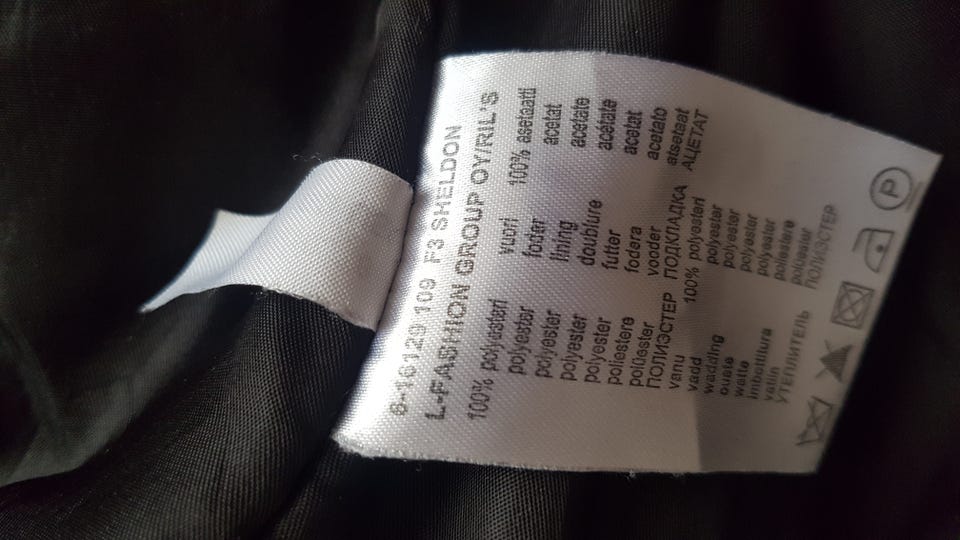 6-16129 109 F3 SHELDON
L-FASHION GROUP OY/RIL'S
100% polyesteri vuori 100% asetaatti
polyester foder acetat
polyester lining acetate
polyester doublure acétate
polyester futter acetat
poliestere fodera acetato
polüester vooder atsetaat
ПОЛИЭСТЕР ПОДКЛАДКА АЦЕТАТ
vanu 100% polyesteri
vadd polyester
wadding polyester
ouate polyester
watte polyester
imbottitura poliestere
vatiin polüester
УТЕПЛИТЕЛЬ ПОЛИЭСТЕР
P